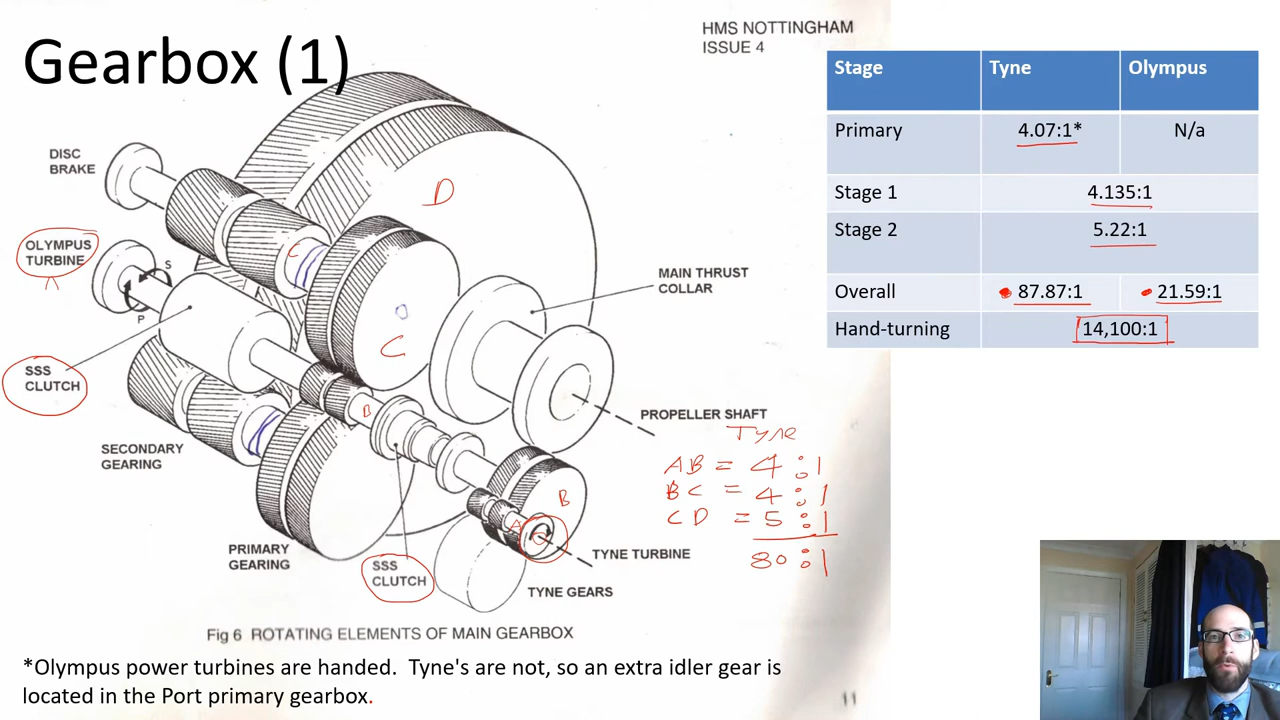 Gearbox (1)
HMS NOTTINGHAM
ISSUE 4
Stage Tyne Olympus
Primary 4.07:1* N/a
Stage 1 4.135:1
Stage 2 5.22:1
Overall 87.87:1 21.59:1
Hand-turning 14,100:1
DISC
BRAKE
OLYMPUS
TURBINE
S
P
SSS
CLUTCH
SECONDARY
GEARING
PRIMARY
GEARING
SSS
CLUTCH
MAIN THRUST
COLLAR
PROPELLER SHAFT
TYNE TURBINE
TYNE GEARS
D
C
C
B
B
A
Tyne
AB = 4:1
BC = 4:1
CD = 5:1
80:1
Fig 6 ROTATING ELEMENTS OF MAIN GEARBOX
*Olympus power turbines are handed. Tyne's are not, so an extra idler gear is
located in the Port primary gearbox.
11